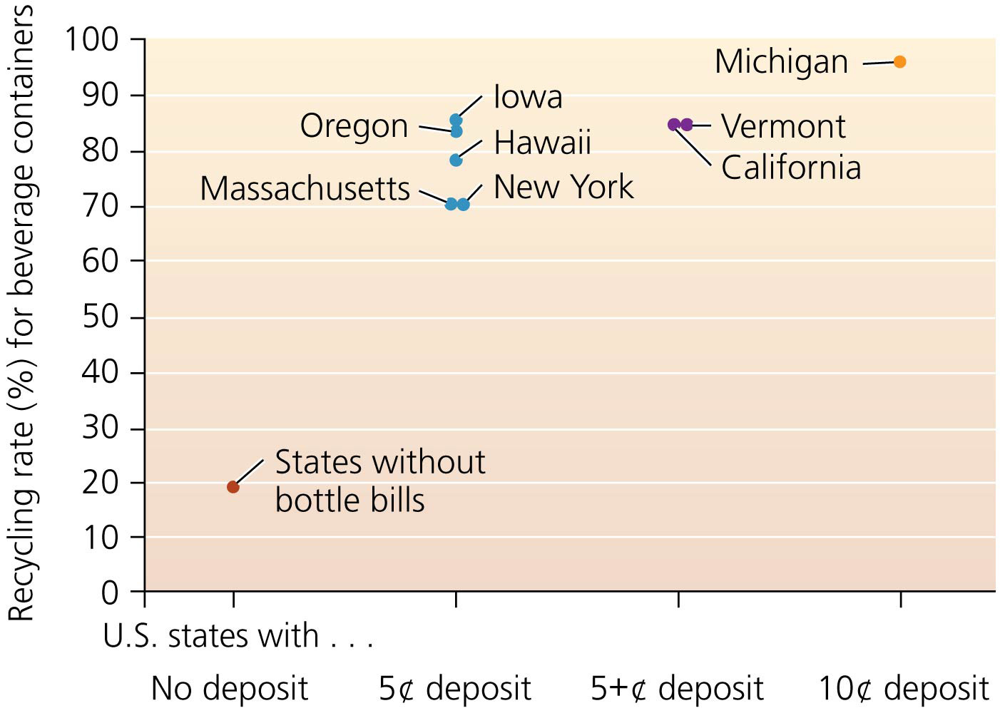 Recycling rate (%) for beverage containers
100
90
80
70
60
50
40
30
20
10
0
Michigan
Iowa
Oregon
Hawaii
Massachusetts
New York
Vermont
California
States without
bottle bills
U.S. states with . . .
No deposit
5¢ deposit
5+¢ deposit
10¢ deposit